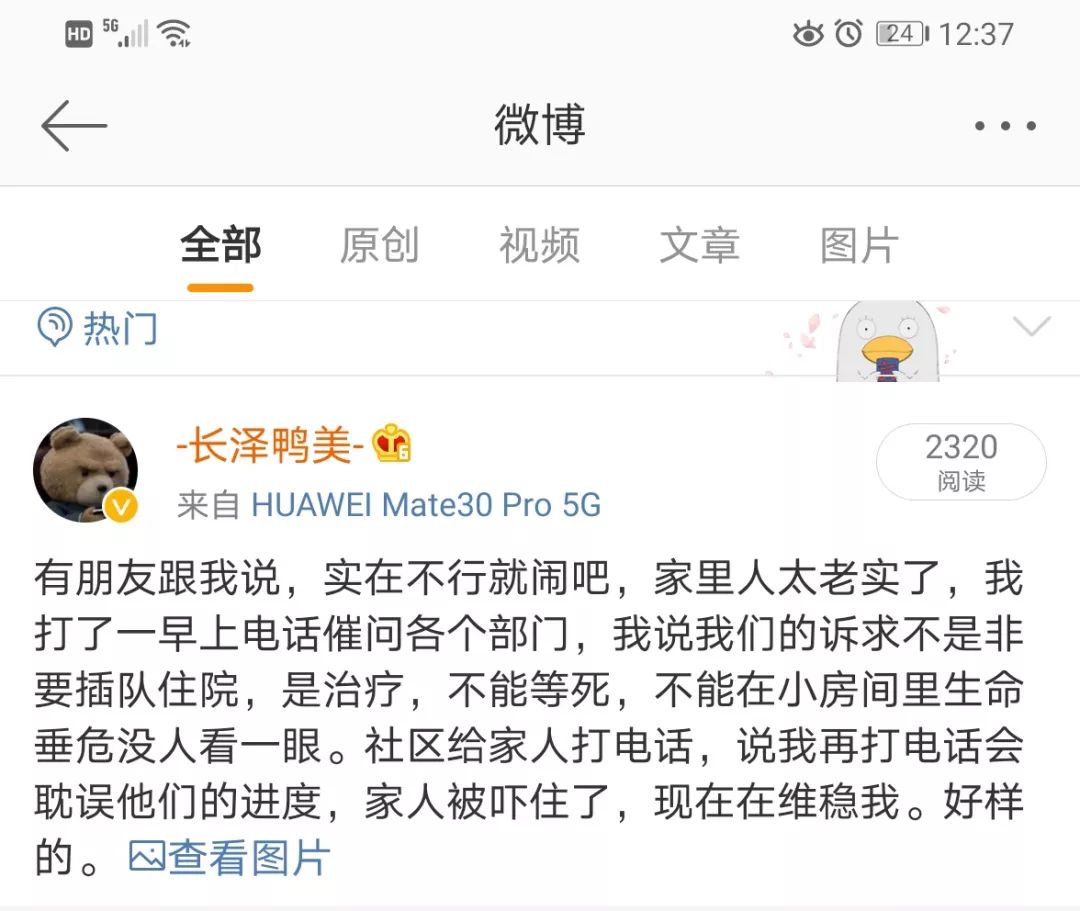 HD 5G 24 12:37
微博
全部 原创 视频 文章 图片
热门
-长泽鸭美-
2320
阅读
来自 HUAWEI Mate30 Pro 5G
有朋友跟我说，实在不行就闹吧，家里人太老实了，我
打了一早上电话催问各个部门，我说我们的诉求不是非
要插队住院，是治疗，不能等死，不能在小房间里生命
垂危没人看一眼。社区给家人打电话，说我再打电话会
耽误他们的进度，家人被吓住了，现在在维稳我。好样
的。查看图片